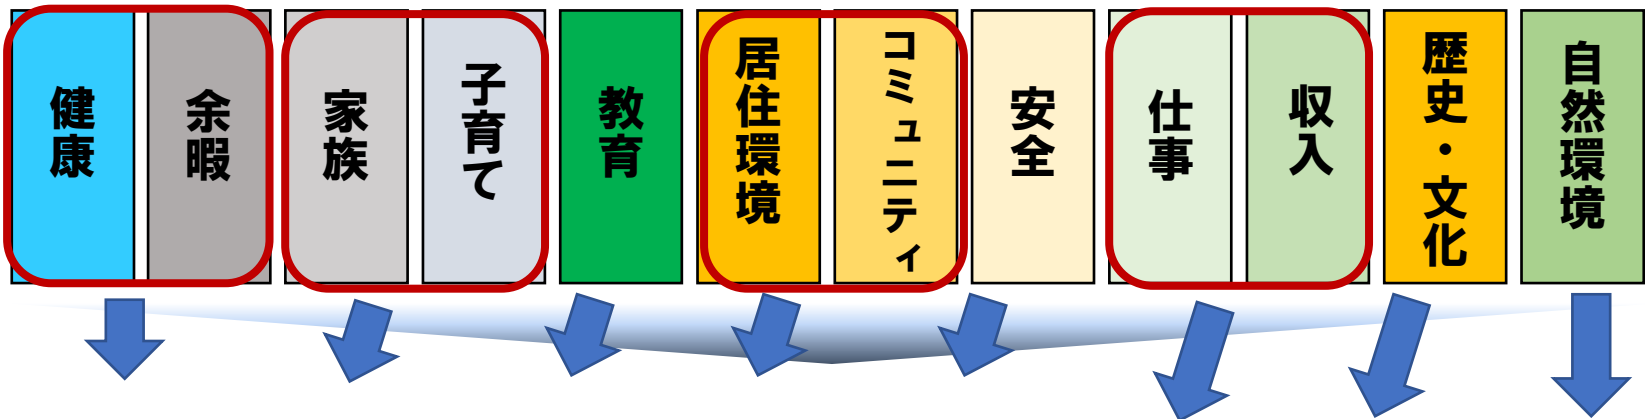 健康
余暇
家族
子育て
教育
居住環境
コミュニティ
安全
仕事
収入
歴史・文化
自然環境